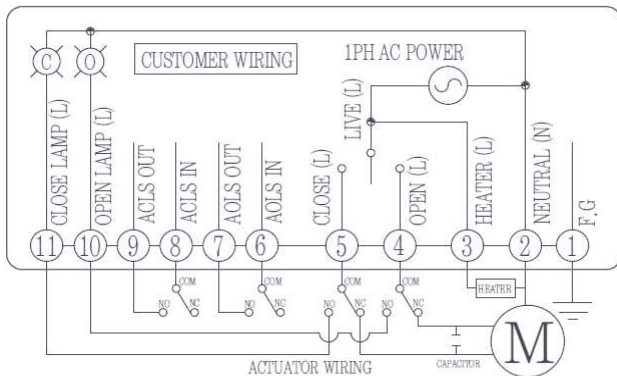 CUSTOMER WIRING
1PH AC POWER
C
O
CLOSE LAMP (L)
OPEN LAMP (L)
ACLS OUT
ACLS IN
AOLS OUT
AOLS IN
CLOSE (L)
LIVE (L)
OPEN (L)
HEATER (L)
NEUTRAL (N)
F.G
11 10 9 8 7 6 5 4 3 2 1
COM COM COM COM
NO NC NO NC NO NC NO NC
HEATER
M
CAPACITOR
ACTUATOR WIRING